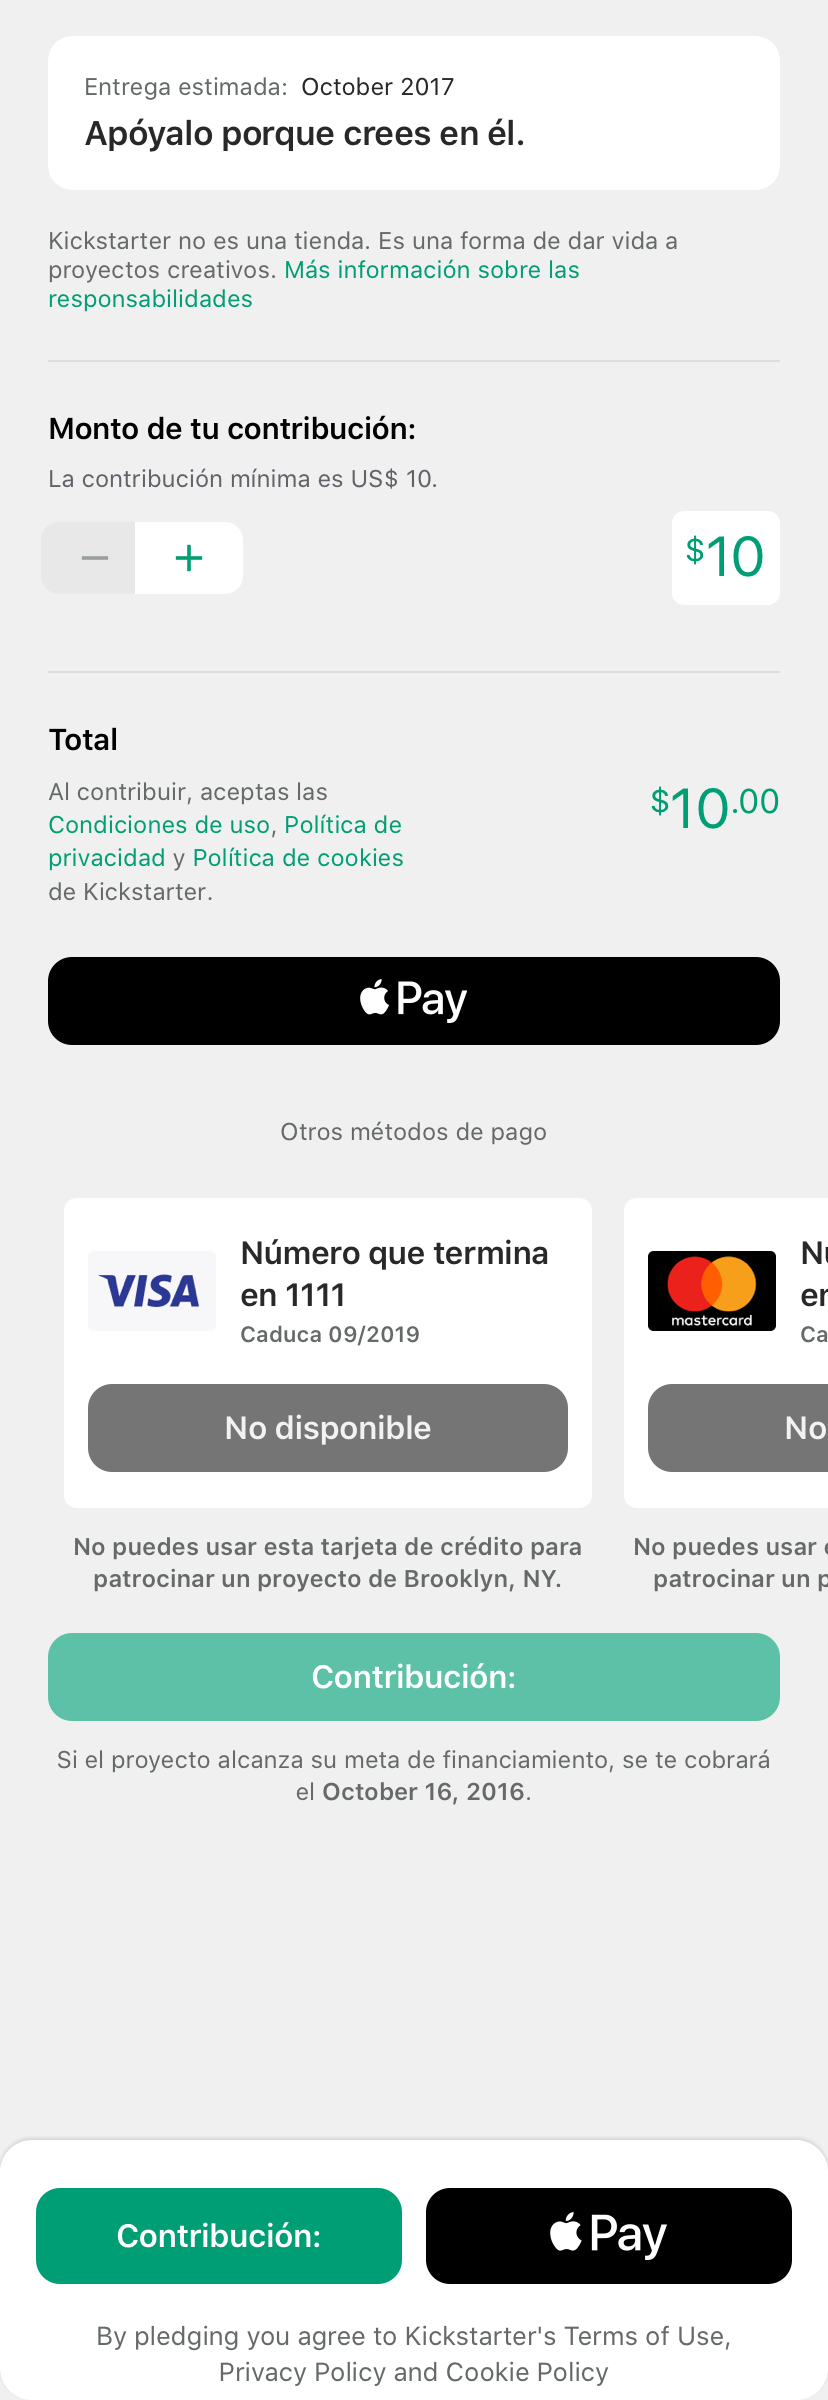 Entrega estimada: October 2017
Apóyalo porque crees en él.
Kickstarter no es una tienda. Es una forma de dar vida a
proyectos creativos. Más información sobre las
responsabilidades
Monto de tu contribución:
La contribución mínima es US$ 10.
$10
Total
Al contribuir, aceptas las
Condiciones de uso, Política de
privacidad y Política de cookies
de Kickstarter.
$10.00
Pay
Otros métodos de pago
VISA
Número que termina
en 1111
Caduca 09/2019
No disponible
No puedes usar esta tarjeta de crédito para
patrocinar un proyecto de Brooklyn, NY.
mastercard
Ca
No
No puedes usar
patrocinar un
Contribución:
Si el proyecto alcanza su meta de financiamiento, se te cobrará
el October 16, 2016.
Contribución:
Pay
By pledging you agree to Kickstarter's Terms of Use,
Privacy Policy and Cookie Policy